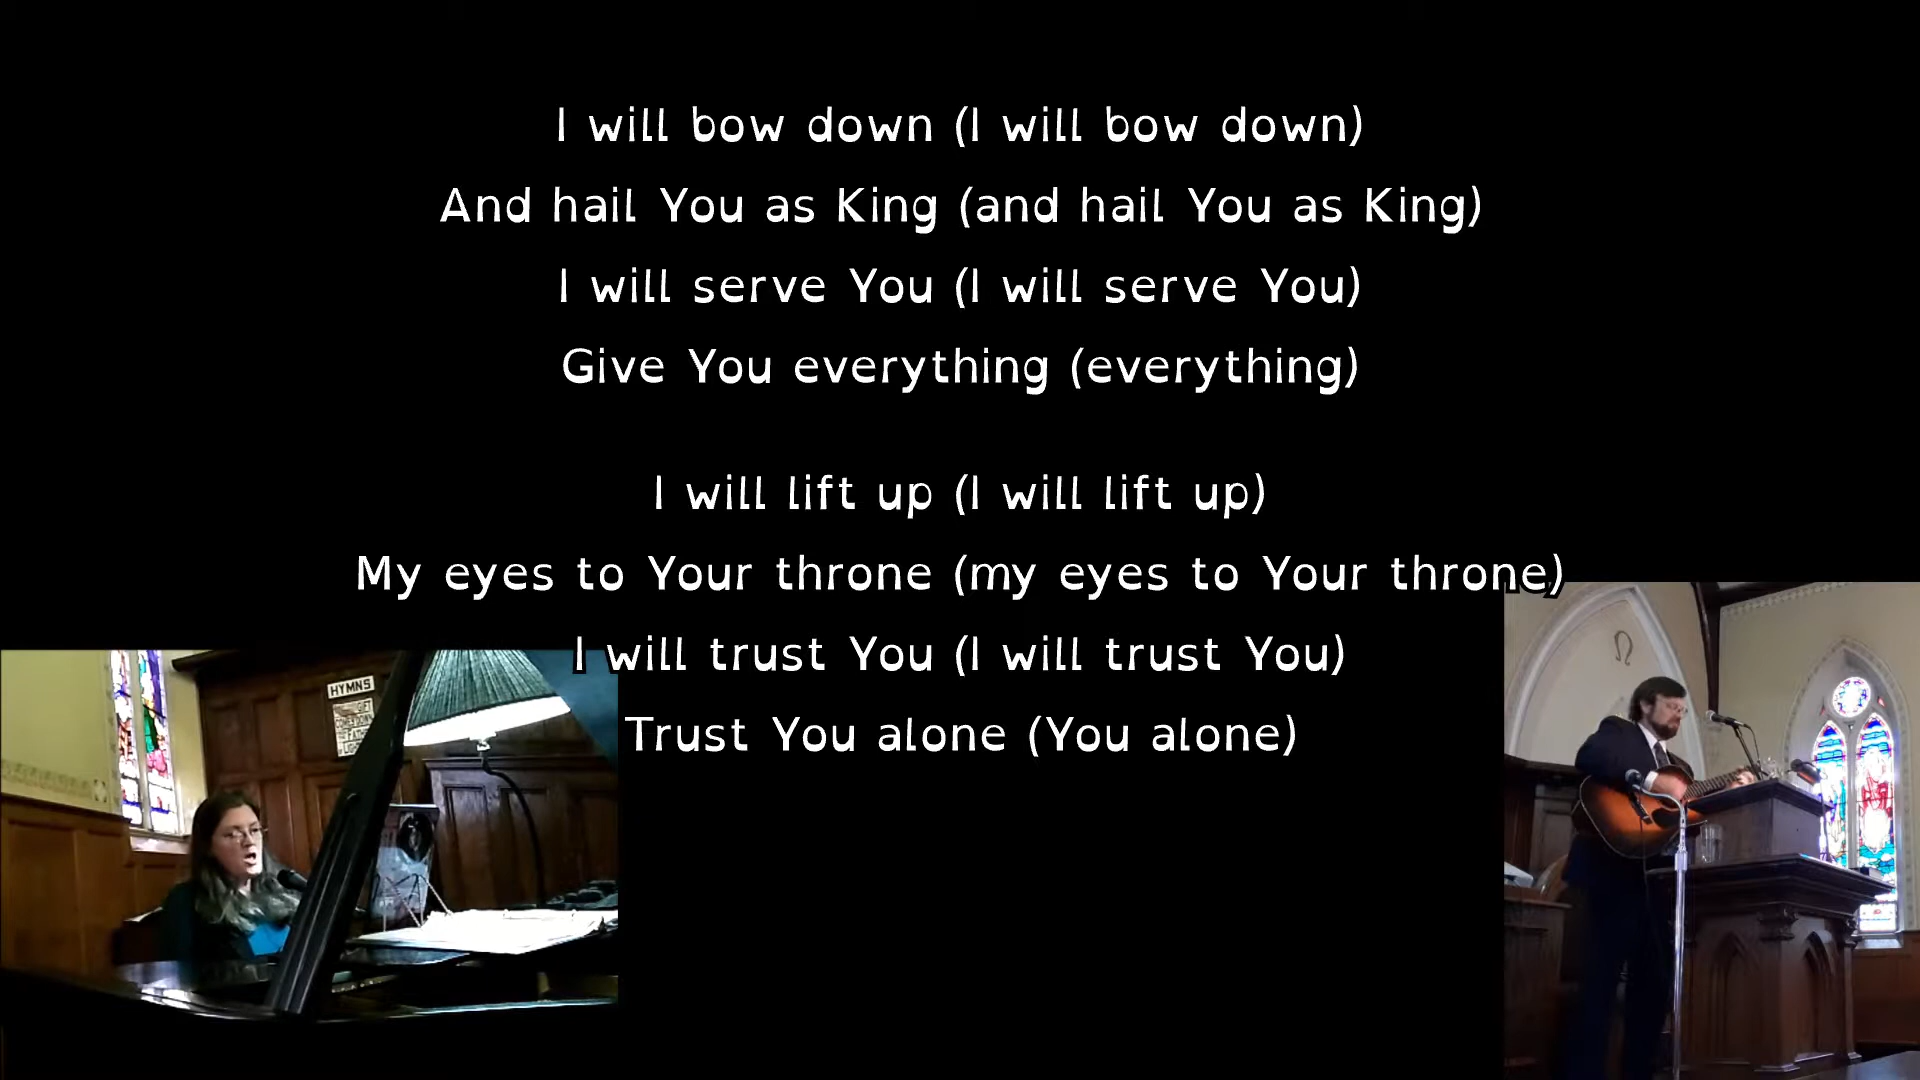 I will bow down (I will bow down)
And hail You as King (and hail You as King)
I will serve You (I will serve You)
Give You everything (everything)
I will lift up (I will lift up)
My eyes to Your throne (my eyes to Your throne)
I will trust You (I will trust You)
Trust You alone (You alone)
HYMNS